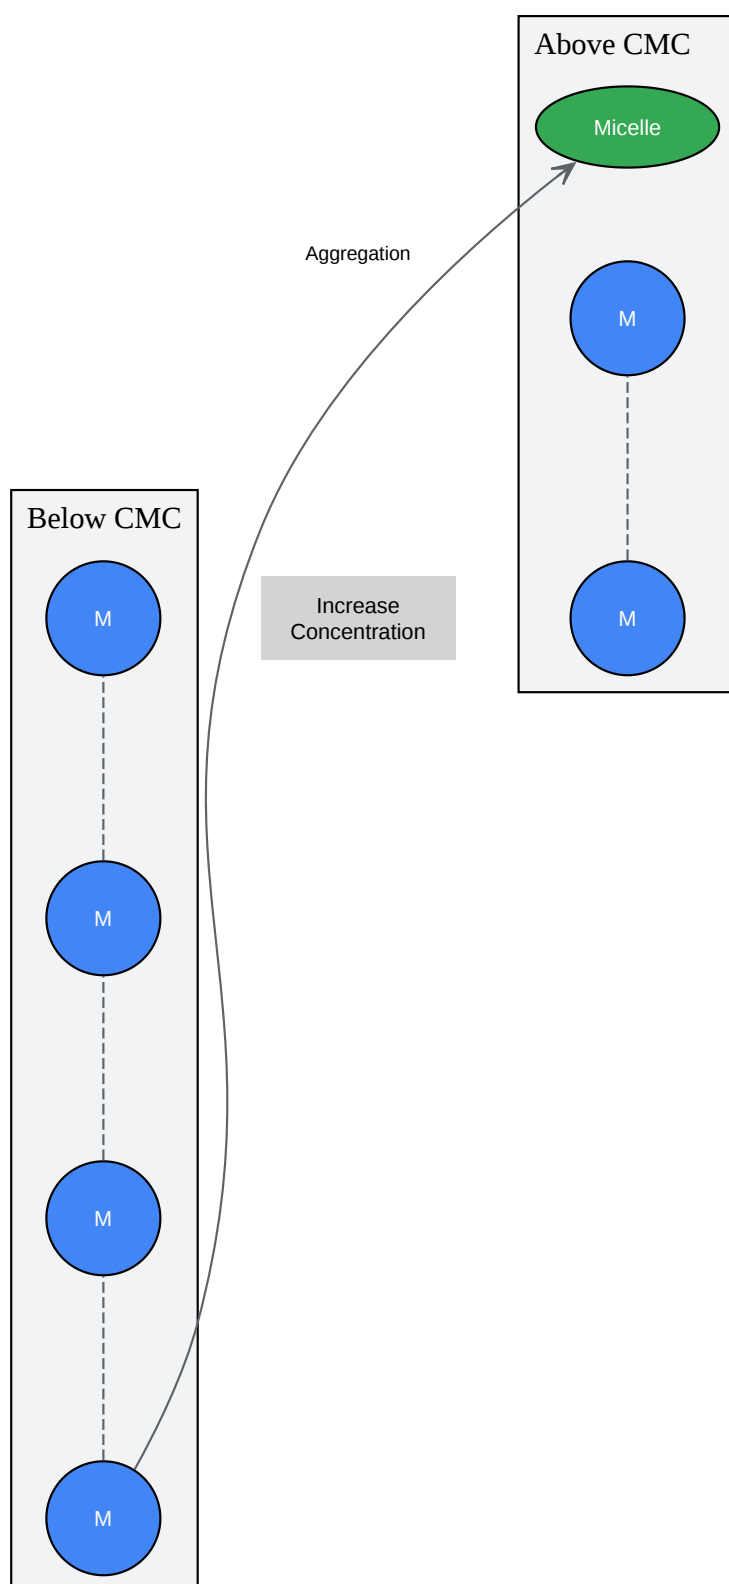 Above CMC
Micelle
Aggregation
M
Below CMC
Increase
Concentration
M
M
M
M
M